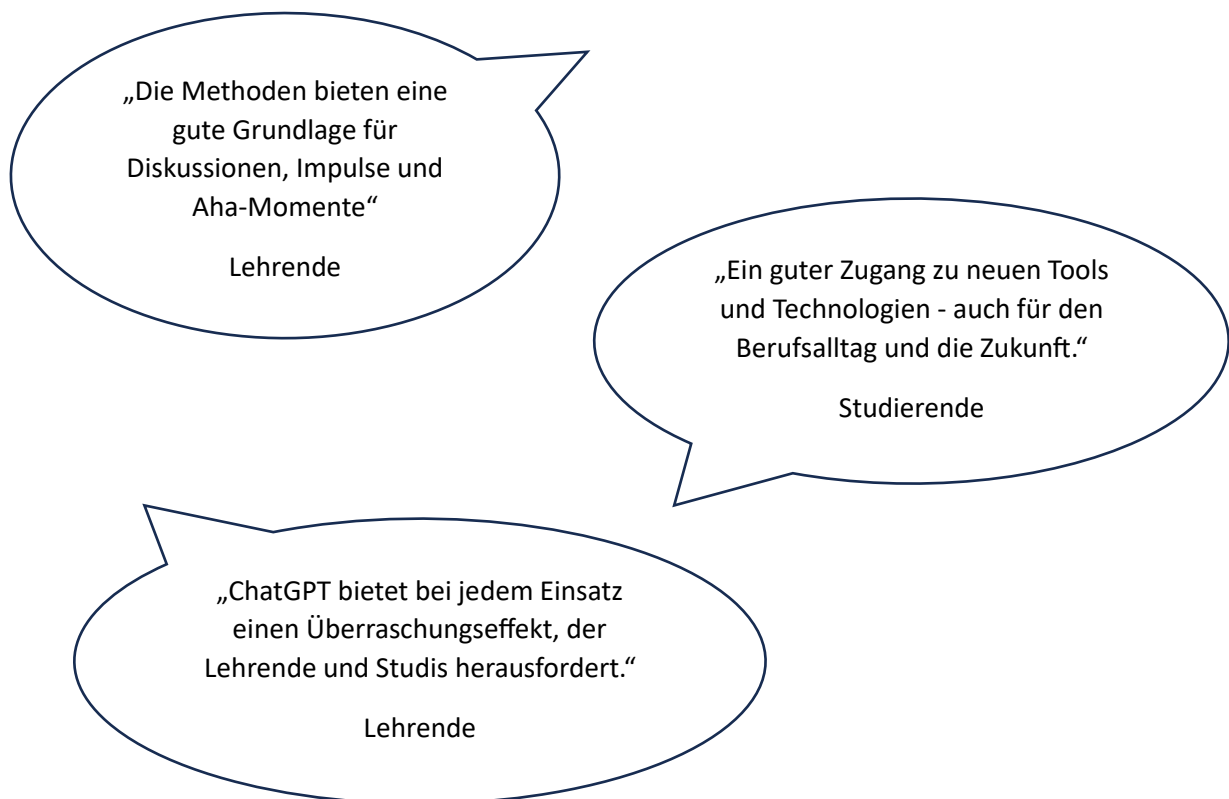 „Die Methoden bieten eine
gute Grundlage für
Diskussionen, Impulse und
Aha-Momente“
Lehrende
„Ein guter Zugang zu neuen Tools
und Technologien - auch für den
Berufsalltag und die Zukunft.“
Studierende
„ChatGPT bietet bei jedem Einsatz
einen Überraschungseffekt, der
Lehrende und Studis herausfordert.“
Lehrende